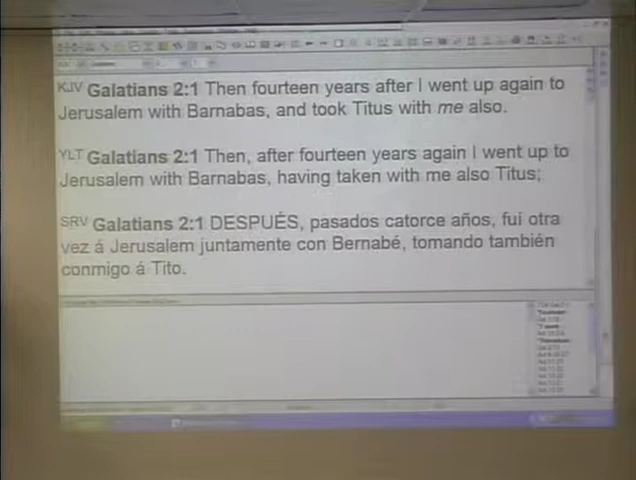 KJV Galatians 2:1 Then fourteen years after I went up again to
Jerusalem with Barnabas, and took Titus with me also.
YLT Galatians 2:1 Then, after fourteen years again I went up to
Jerusalem with Barnabas, having taken with me also Titus;
SRV Galatians 2:1 DESPUÉS, pasados catorce años, fuí otra
vez á Jerusalem juntamente con Bernabé, tomando también
conmigo á Tito.